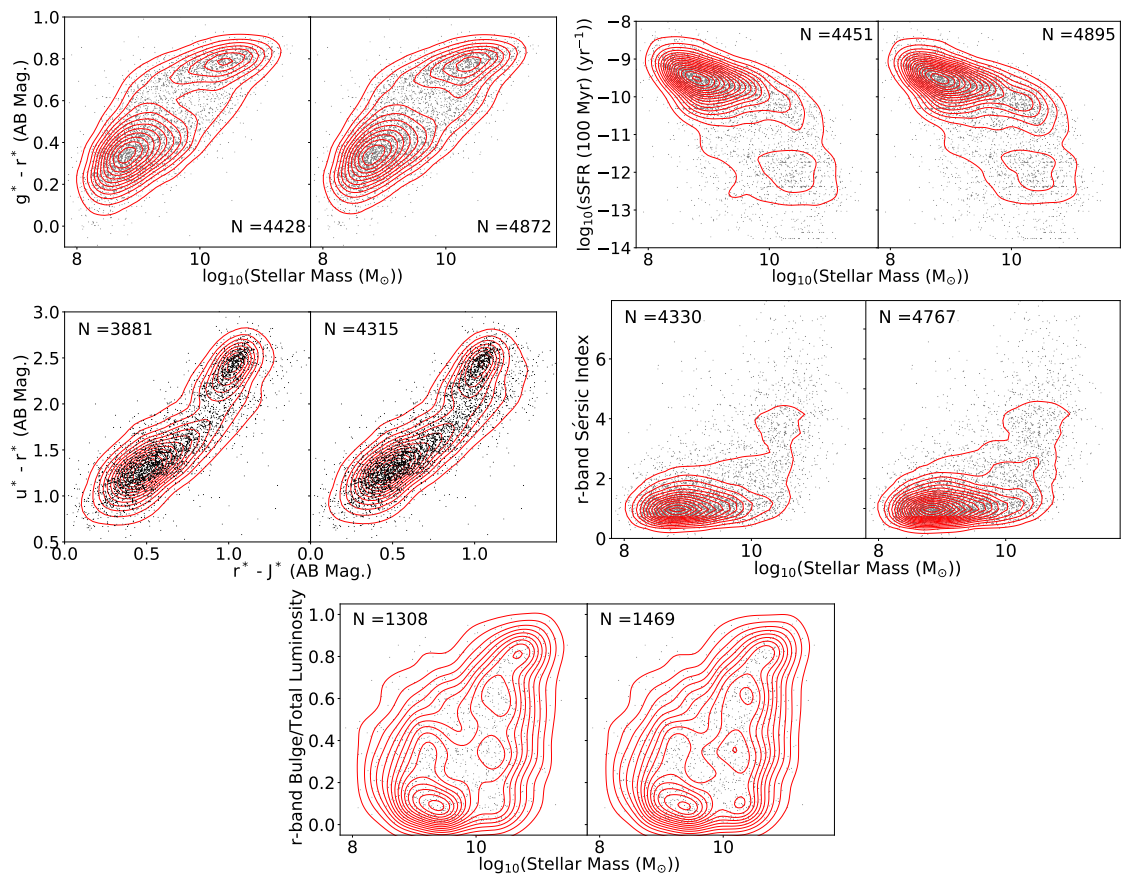 1.0
0.8
0.6
0.4
0.2
0.0
g* - r* (AB Mag.)
N =4428
N =4872
8
10
8
10
log₁₀(Stellar Mass (M☉))
−8
−9
−10
−11
−12
−13
−14
log₁₀(sSFR (100 Myr) (yr⁻¹))
N =4451
N =4895
8
10
8
10
log₁₀(Stellar Mass (M☉))
3.0
2.5
2.0
1.5
1.0
0.5
u* - r* (AB Mag.)
N =3881
N =4315
0.0
0.5
1.0
0.0
0.5
1.0
r* - J* (AB Mag.)
6
4
2
0
r-band Sérsic Index
N =4330
N =4767
8
10
8
10
log₁₀(Stellar Mass (M☉))
1.0
0.8
0.6
0.4
0.2
0.0
r-band Bulge/Total Luminosity
N =1308
N =1469
8
10
8
10
log₁₀(Stellar Mass (M☉))